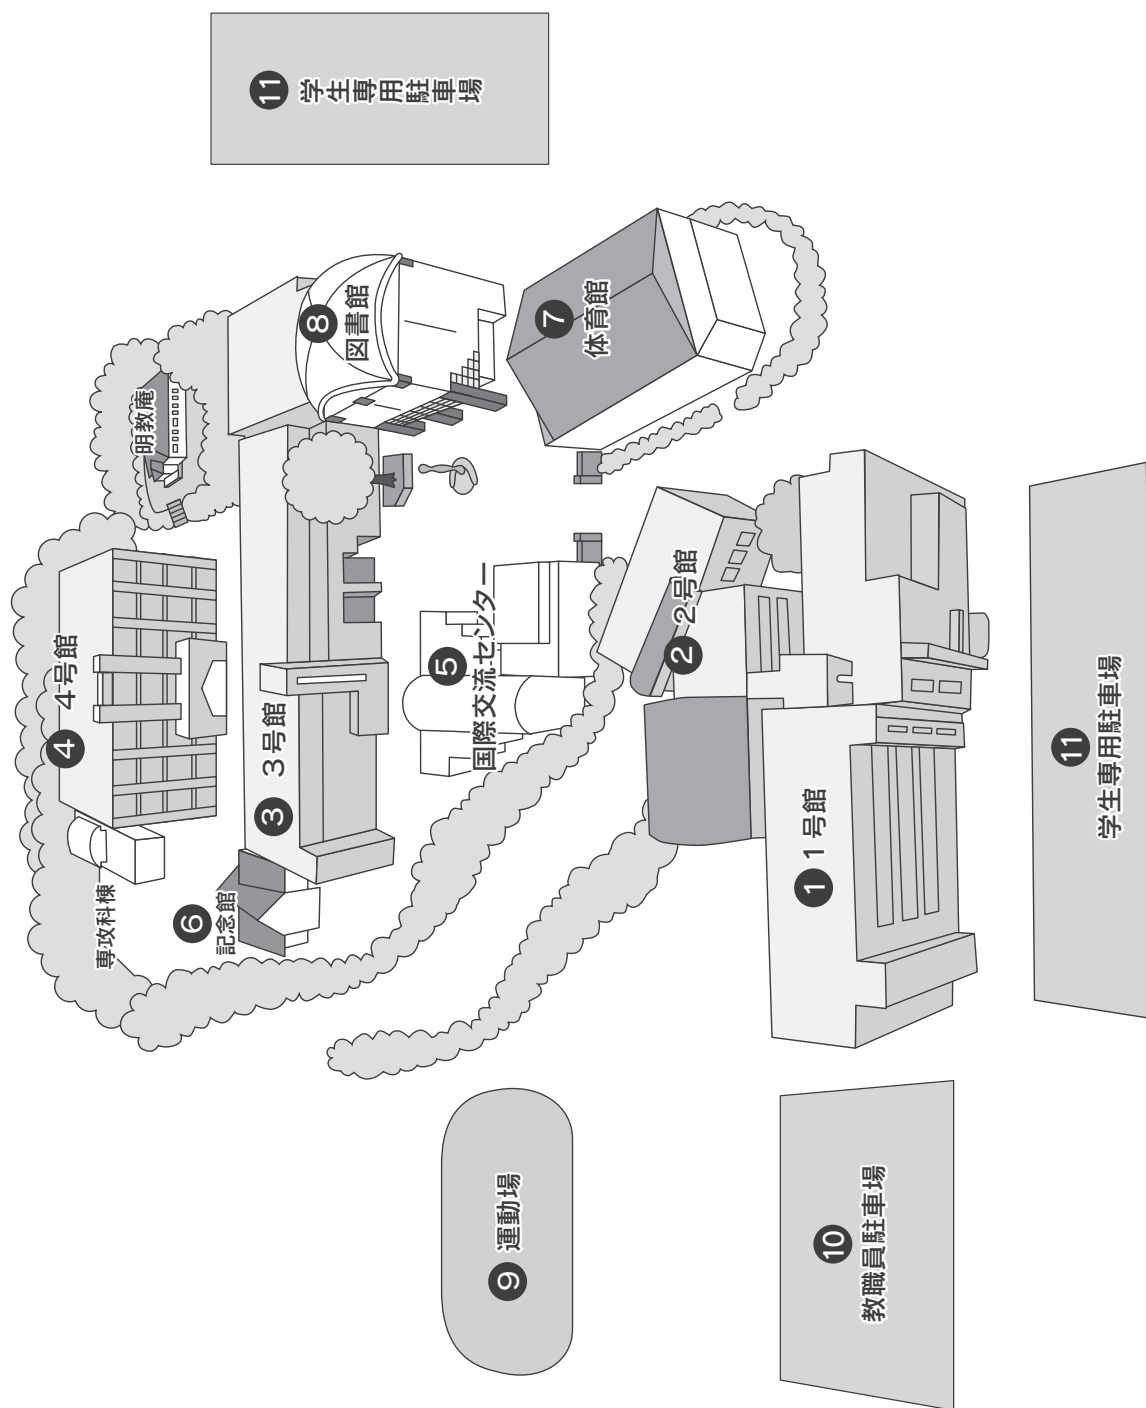 ④ 4号館
専攻科棟
明教庵
⑥
記念館
③ 3号館
⑧
図書館
⑪
学生専用駐車場
⑤
国際交流センター
⑦
体育館
② 2号館
① 1号館
⑨ 運動場
⑩
教職員駐車場
⑪
学生専用駐車場